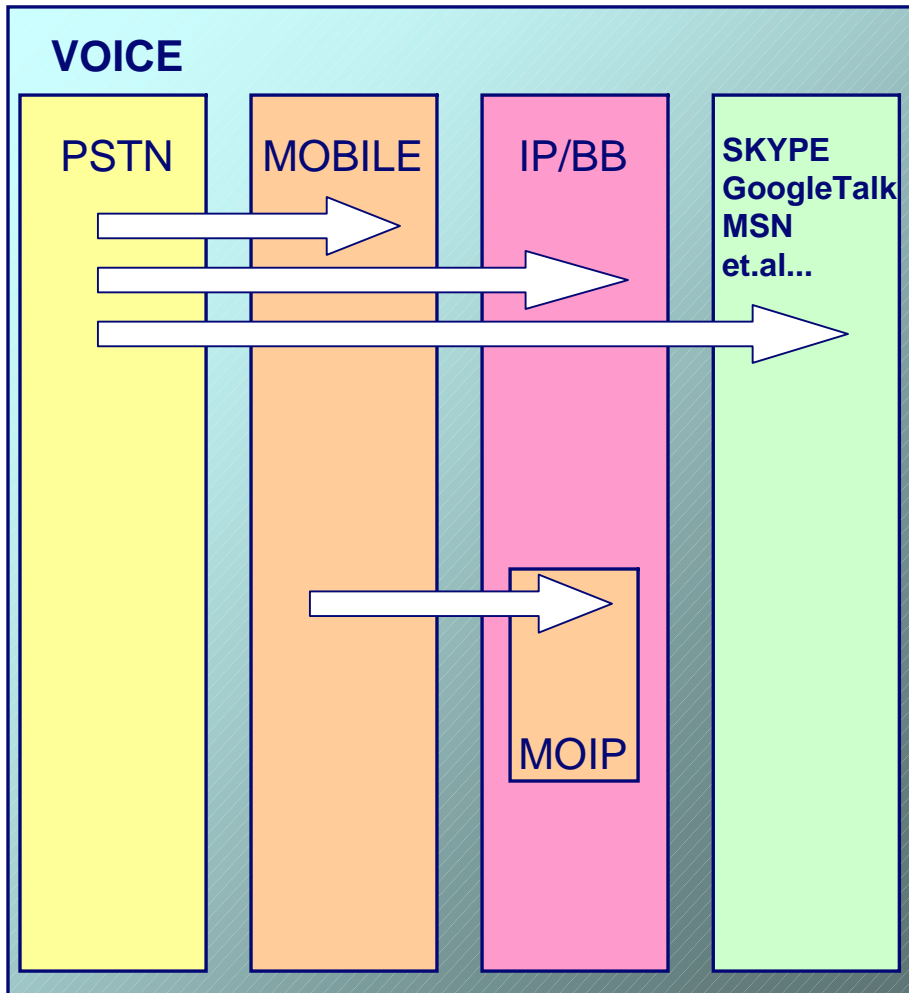 VOICE
PSTN
MOBILE
IP/BB
SKYPE
GoogleTalk
MSN
et.al...
MOIP